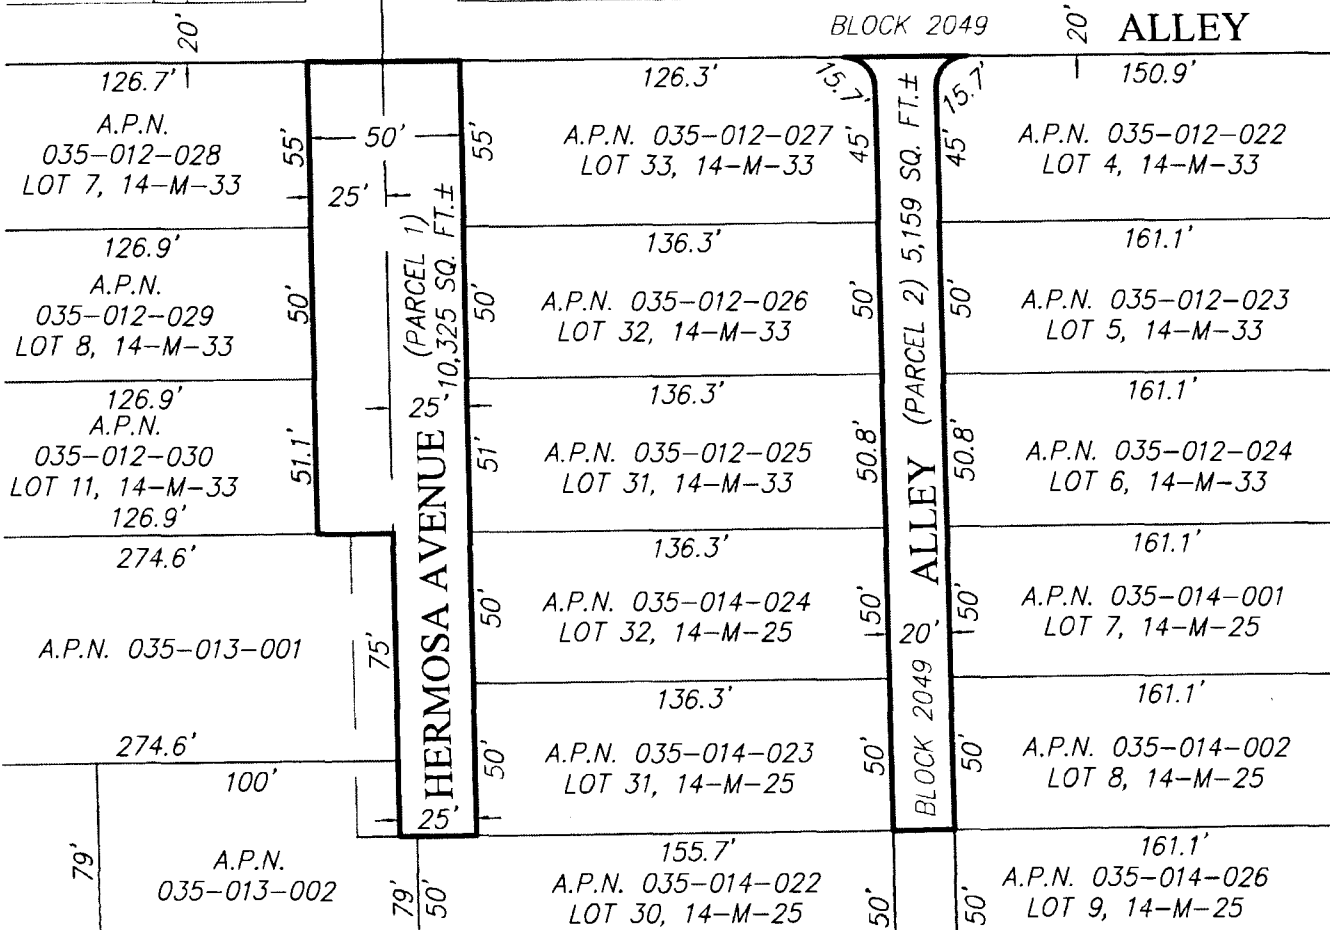 BLOCK 2049
20'
20'
ALLEY
126.7'
126.3'
15.7'
15.7'
150.9'
A.P.N.
035-012-028
LOT 7, 14-M-33
55'
50'
55'
25'
A.P.N. 035-012-027
LOT 33, 14-M-33
45'
45'
A.P.N. 035-012-022
LOT 4, 14-M-33
126.9'
A.P.N.
035-012-029
LOT 8, 14-M-33
50'
(PARCEL 1)
10,325 SQ. FT.±
50'
136.3'
A.P.N. 035-012-026
LOT 32, 14-M-33
50'
(PARCEL 2) 5,159 SQ. FT.±
50'
161.1'
A.P.N. 035-012-023
LOT 5, 14-M-33
126.9'
A.P.N.
035-012-030
LOT 11, 14-M-33
126.9'
51.1'
25'
51'
136.3'
A.P.N. 035-012-025
LOT 31, 14-M-33
50.8'
ALLEY
50.8'
161.1'
A.P.N. 035-012-024
LOT 6, 14-M-33
274.6'
A.P.N. 035-013-001
274.6'
75'
HERMOSA AVENUE
50'
136.3'
A.P.N. 035-014-024
LOT 32, 14-M-25
50'
20'
50'
161.1'
A.P.N. 035-014-001
LOT 7, 14-M-25
50'
136.3'
A.P.N. 035-014-023
LOT 31, 14-M-25
50'
BLOCK 2049
50'
161.1'
A.P.N. 035-014-002
LOT 8, 14-M-25
100'
25'
79'
A.P.N.
035-013-002
79'
50'
155.7'
A.P.N. 035-014-022
LOT 30, 14-M-25
50'
50'
161.1'
A.P.N. 035-014-026
LOT 9, 14-M-25